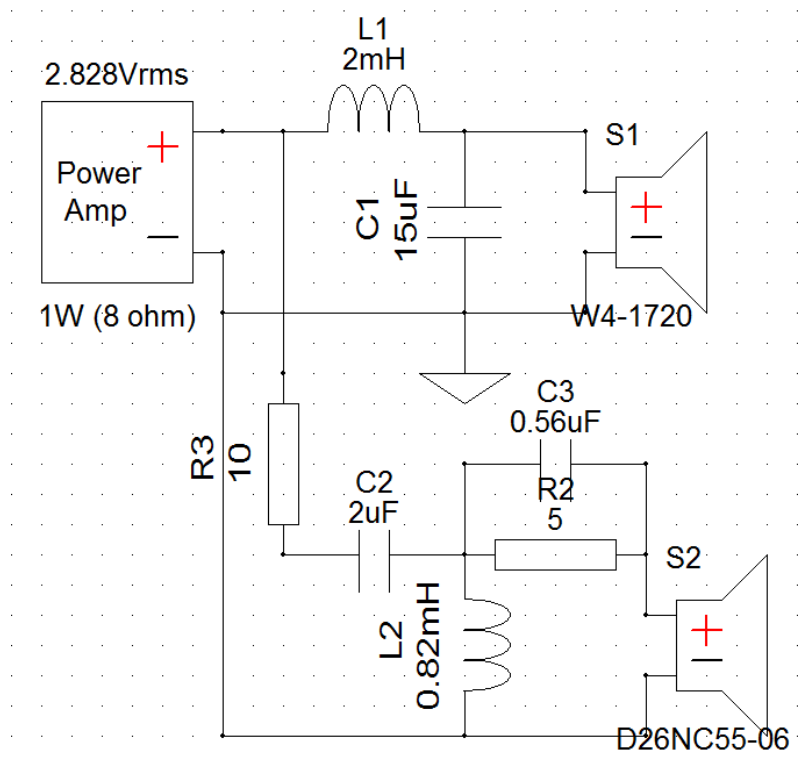 L1
2mH
2.828Vrms
+
Power
Amp
−
1W (8 ohm)
C1
15uF
S1
+
−
W4-1720
R3
10
C3
0.56uF
R2
5
C2
2uF
L2
0.82mH
S2
+
−
D26NC55-06